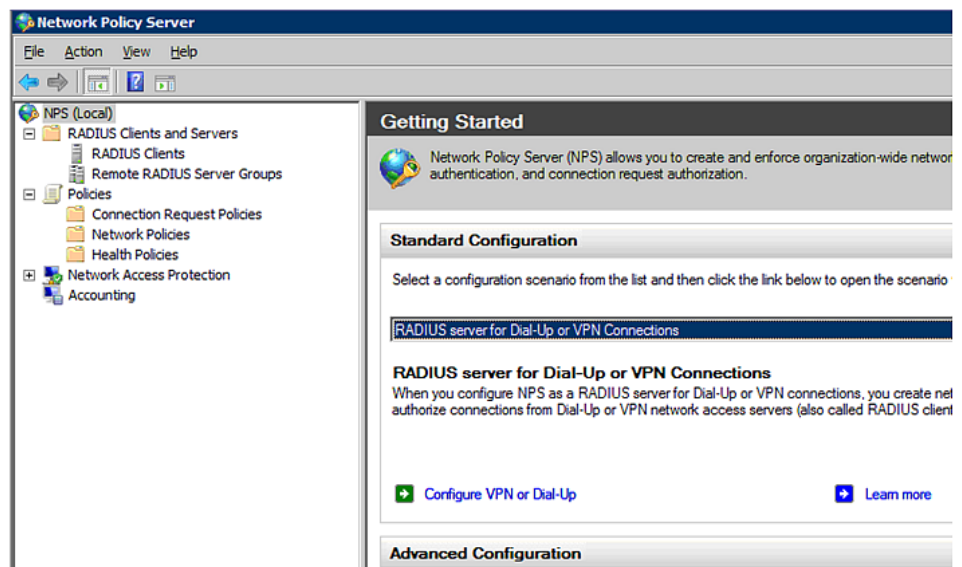 Network Policy Server
File Action View Help
NPS (Local)
RADIUS Clients and Servers
RADIUS Clients
Remote RADIUS Server Groups
Policies
Connection Request Policies
Network Policies
Health Policies
Network Access Protection
Accounting
Getting Started
Network Policy Server (NPS) allows you to create and enforce organization-wide networ
authentication, and connection request authorization.
Standard Configuration
Select a configuration scenario from the list and then click the link below to open the scenario
RADIUS server for Dial-Up or VPN Connections
RADIUS server for Dial-Up or VPN Connections
When you configure NPS as a RADIUS server for Dial-Up or VPN connections, you create net
authorize connections from Dial-Up or VPN network access servers (also called RADIUS client
Configure VPN or Dial-Up Learn more
Advanced Configuration